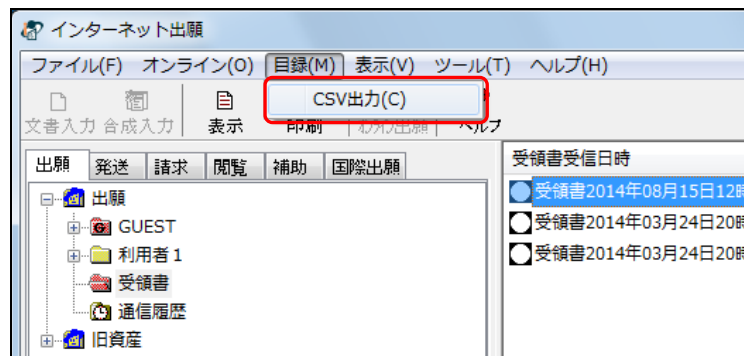 インターネット出願
ファイル(F) オンライン(O) 目録(M) 表示(V) ツール(T) ヘルプ(H)
CSV出力(C)
文書入力 合成入力 表示 印刷 ヘルプ
出願 発送 請求 閲覧 補助 国際出願
受領書受信日時
出願
受領書2014年08月15日12時
GUEST
受領書2014年03月24日20時
利用者1
受領書2014年03月24日20時
受領書
通信履歴
旧資産